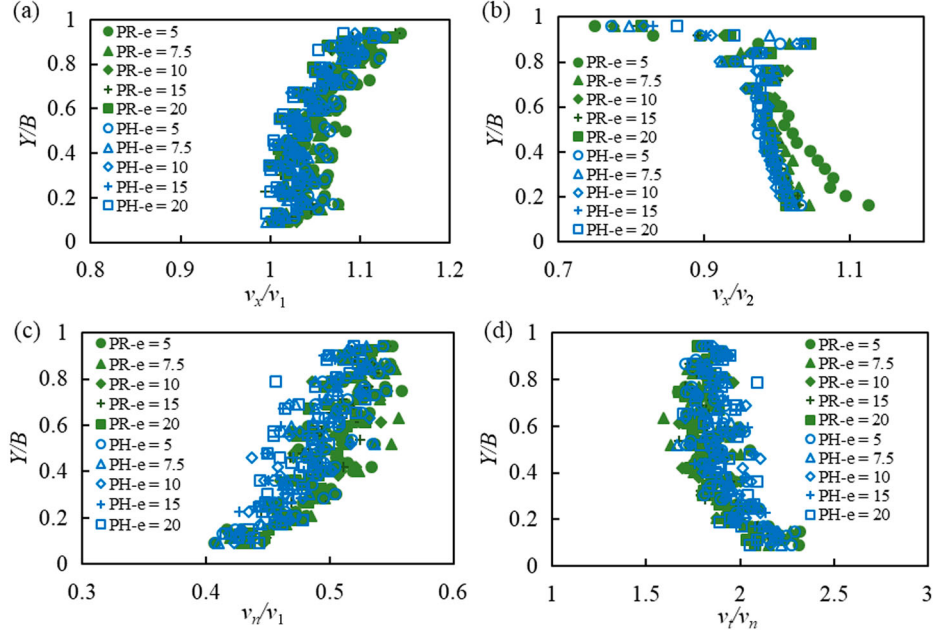 (a)
PR-e = 5
PR-e = 7.5
PR-e = 10
PR-e = 15
PR-e = 20
PH-e = 5
PH-e = 7.5
PH-e = 10
PH-e = 15
PH-e = 20
1
0.8
0.6
0.4
0.2
0
Y/B
0.8 0.9 1 1.1 1.2
vx/v1
(b)
PR-e = 5
PR-e = 7.5
PR-e = 10
PR-e = 15
PR-e = 20
PH-e = 5
PH-e = 7.5
PH-e = 10
PH-e = 15
PH-e = 20
1
0.8
0.6
0.4
0.2
0
Y/B
0.7 0.9 1.1
vx/v2
(c)
PR-e = 5
PR-e = 7.5
PR-e = 10
PR-e = 15
PR-e = 20
PH-e = 5
PH-e = 7.5
PH-e = 10
PH-e = 15
PH-e = 20
1
0.8
0.6
0.4
0.2
0
Y/B
0.3 0.4 0.5 0.6
vn/v1
(d)
PR-e = 5
PR-e = 7.5
PR-e = 10
PR-e = 15
PR-e = 20
PH-e = 5
PH-e = 7.5
PH-e = 10
PH-e = 15
PH-e = 20
1
0.8
0.6
0.4
0.2
0
Y/B
1 1.5 2 2.5 3
vt/vn